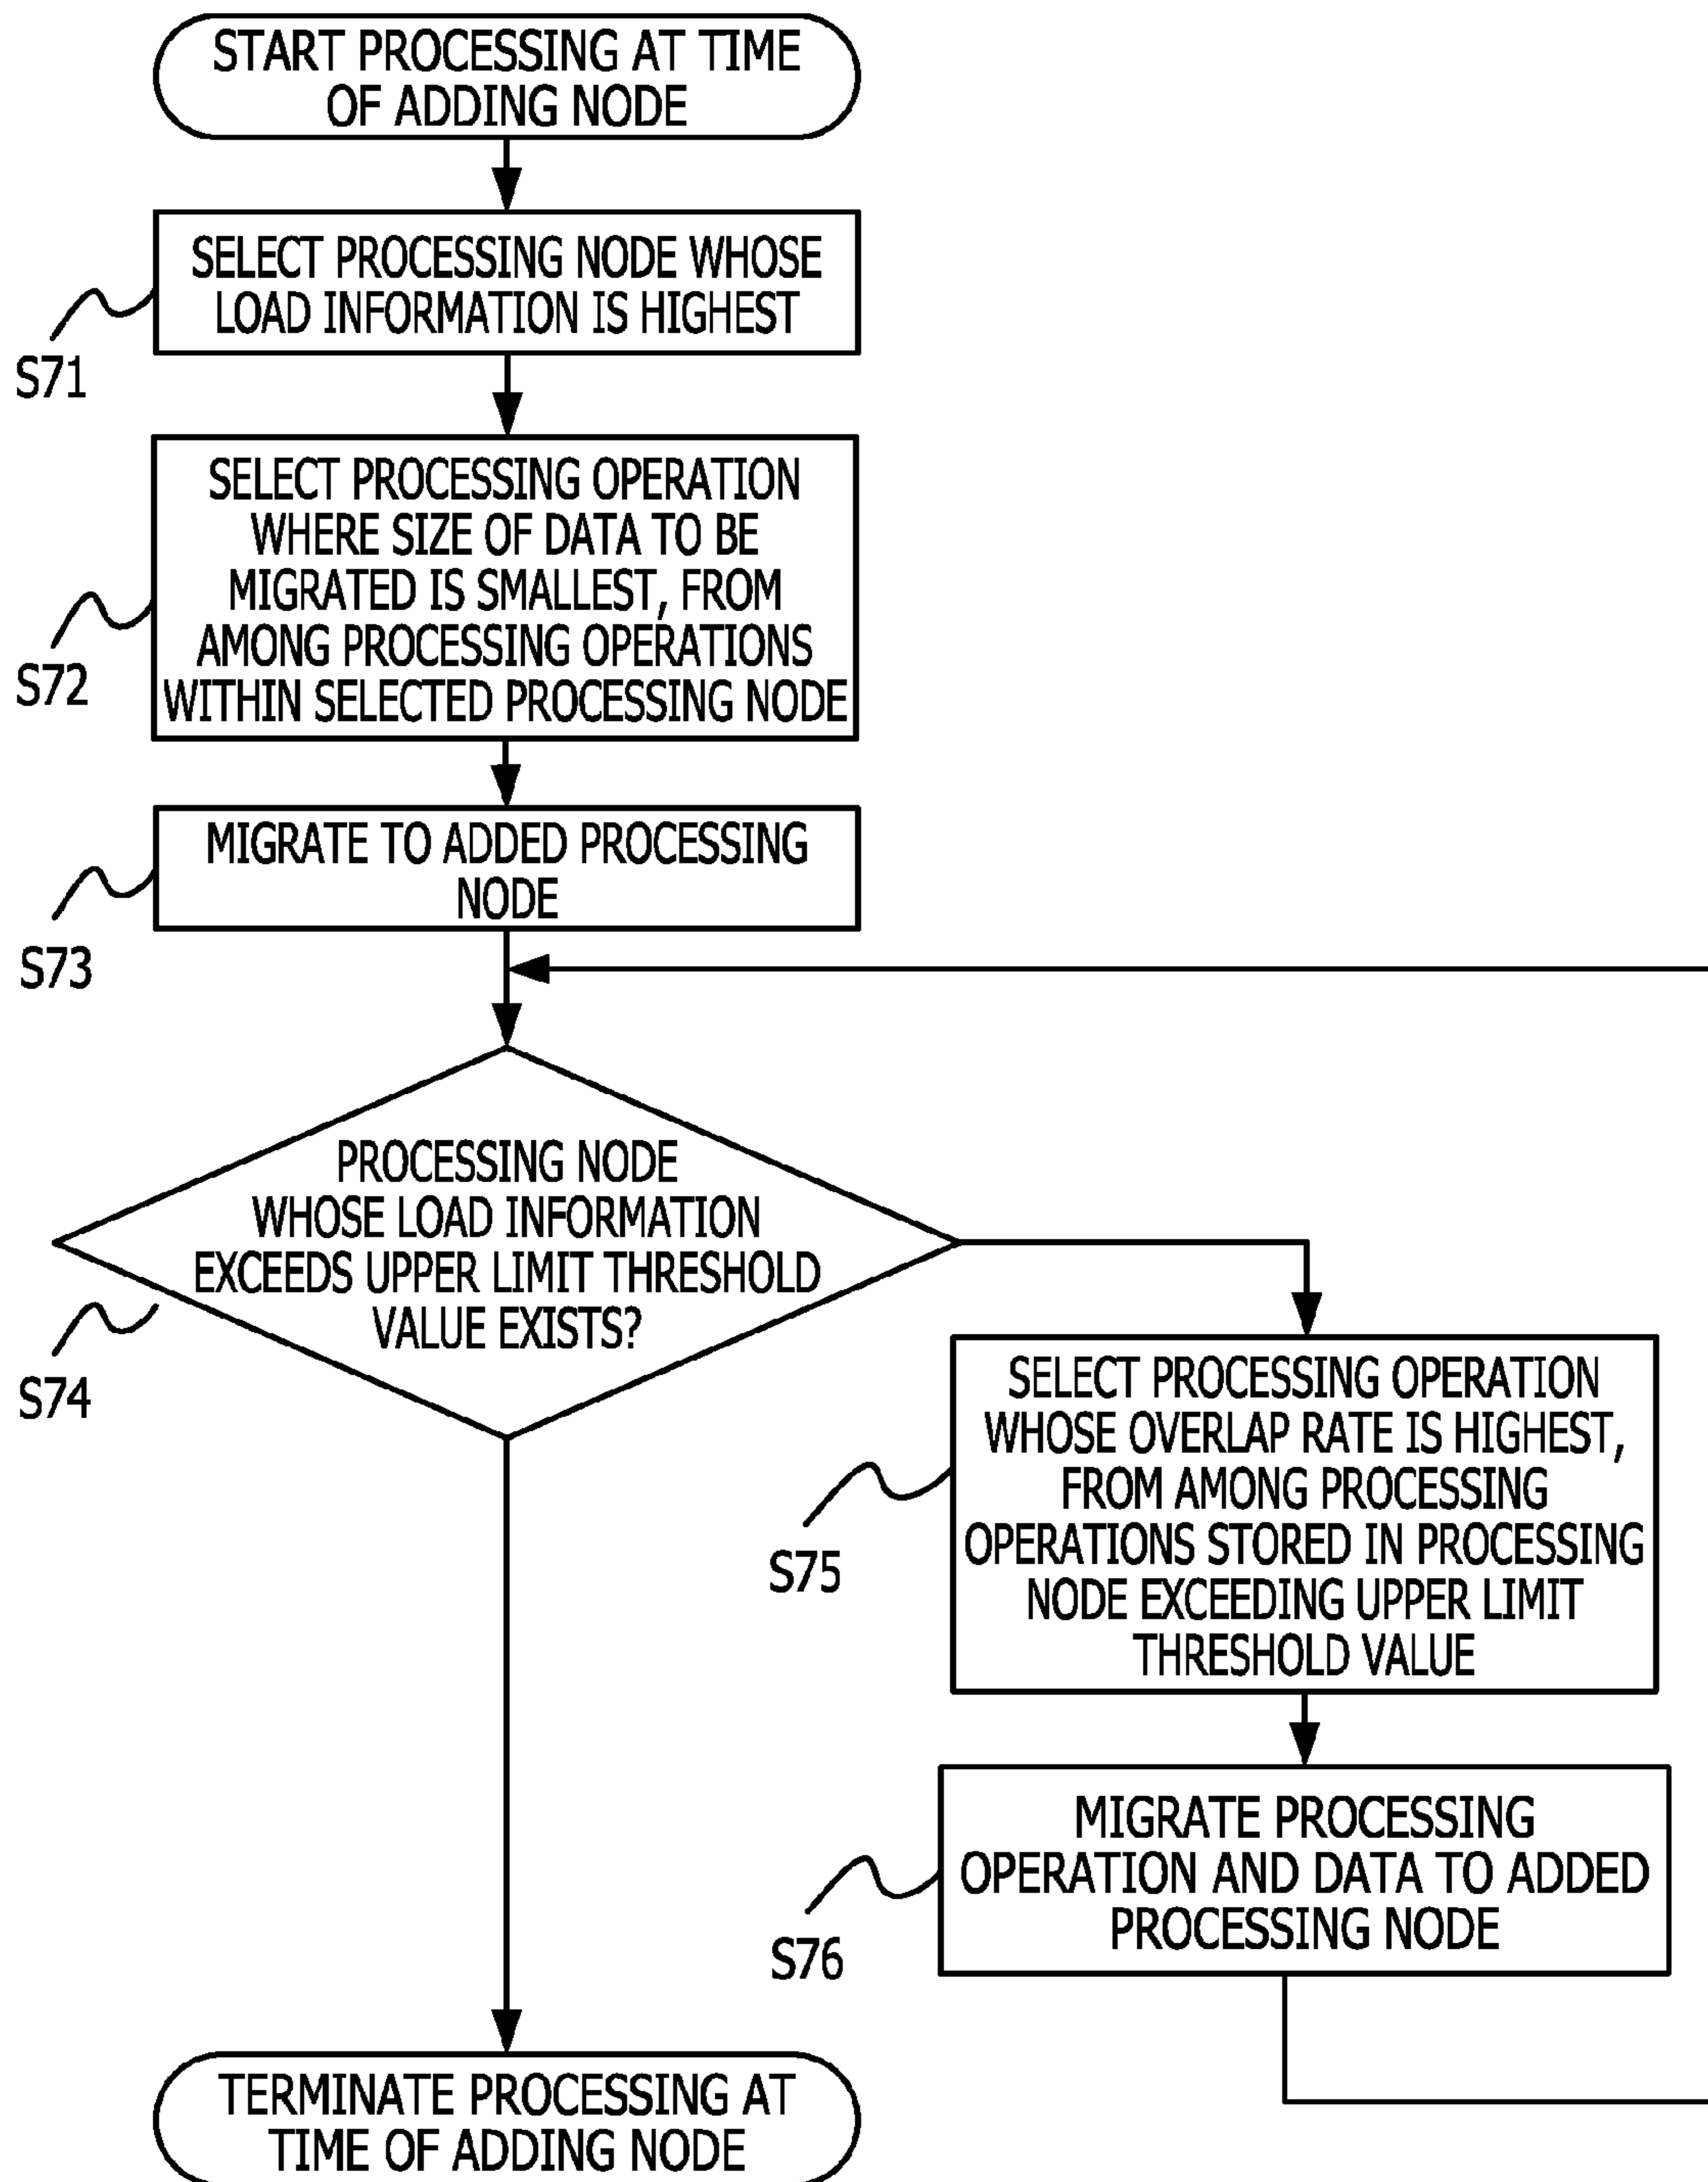 START PROCESSING AT TIME
OF ADDING NODE
SELECT PROCESSING NODE WHOSE
LOAD INFORMATION IS HIGHEST
S71
SELECT PROCESSING OPERATION
WHERE SIZE OF DATA TO BE
MIGRATED IS SMALLEST, FROM
AMONG PROCESSING OPERATIONS
WITHIN SELECTED PROCESSING NODE
S72
MIGRATE TO ADDED PROCESSING
NODE
S73
PROCESSING NODE
WHOSE LOAD INFORMATION
EXCEEDS UPPER LIMIT THRESHOLD
VALUE EXISTS?
S74
SELECT PROCESSING OPERATION
WHOSE OVERLAP RATE IS HIGHEST,
FROM AMONG PROCESSING
OPERATIONS STORED IN PROCESSING
NODE EXCEEDING UPPER LIMIT
THRESHOLD VALUE
S75
MIGRATE PROCESSING
OPERATION AND DATA TO ADDED
PROCESSING NODE
S76
TERMINATE PROCESSING AT
TIME OF ADDING NODE